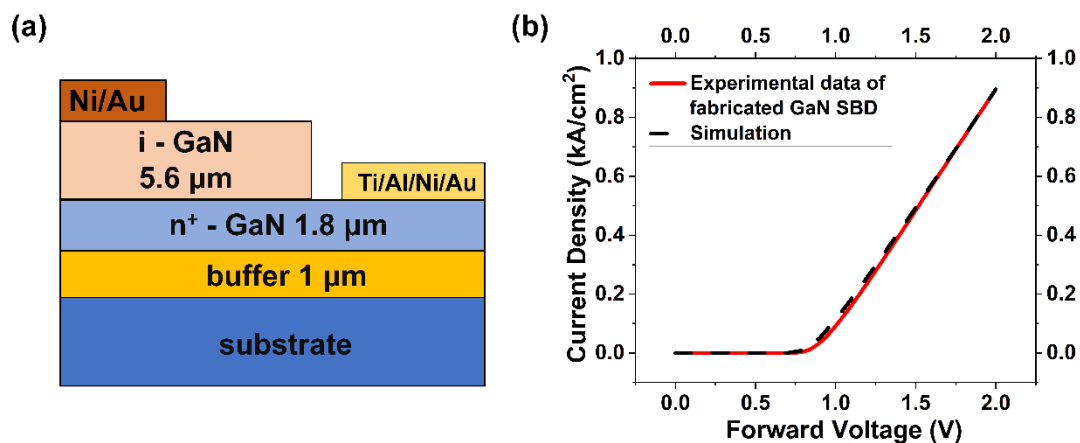 (a)
Ni/Au
i - GaN
5.6 µm
Ti/Al/Ni/Au
n⁺ - GaN 1.8 µm
buffer 1 µm
substrate
(b)
0.0 0.5 1.0 1.5 2.0
Experimental data of
fabricated GaN SBD
Simulation
Current Density (kA/cm²)
1.0
0.8
0.6
0.4
0.2
0.0
1.0
0.8
0.6
0.4
0.2
0.0
0.0 0.5 1.0 1.5 2.0
Forward Voltage (V)